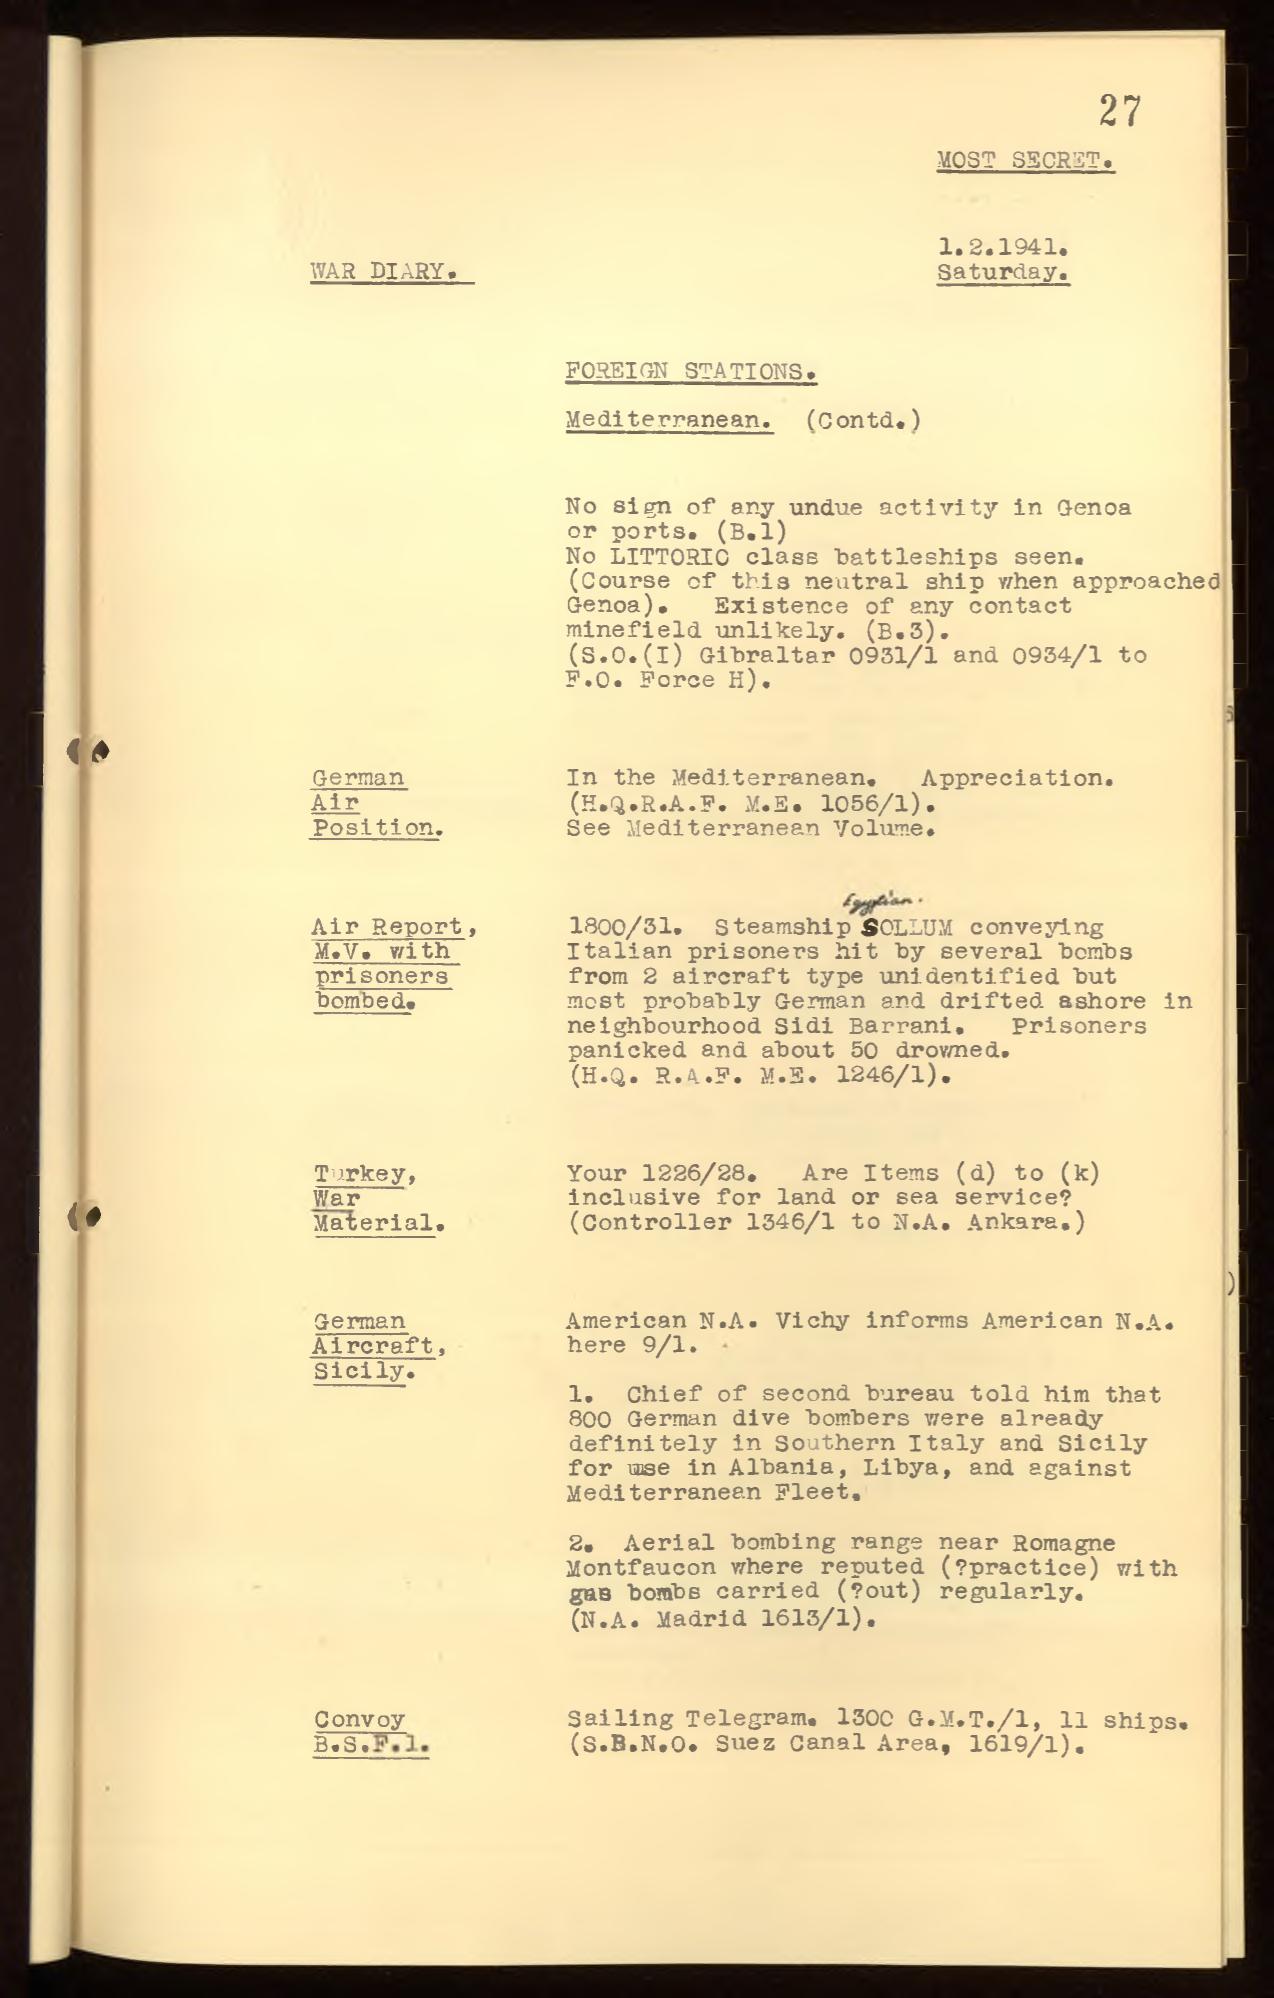 27
MOST SECRET.
1.2.1941.
WAR DIARY. Saturday.
FOREIGN STATIONS.
Mediterranean. (Contd.)
No sign of any undue activity in Genoa
or ports. (B.1)
No LITTORIO class battleships seen.
(Course of this neutral ship when approached
Genoa). Existence of any contact
minefield unlikely. (B.3).
(S.O.(I) Gibraltar 0931/1 and 0934/1 to
F.O. Force H).
German In the Mediterranean. Appreciation.
Air (H.Q.R.A.F. M.E. 1056/1).
Position. See Mediterranean Volume.
Egyptian.
Air Report, 1800/31. Steamship SOLLUM conveying
M.V. with Italian prisoners hit by several bombs
prisoners from 2 aircraft type unidentified but
bombed. most probably German and drifted ashore in
neighbourhood Sidi Barrani. Prisoners
panicked and about 50 drowned.
(H.Q. R.A.F. M.E. 1246/1).
Turkey, Your 1226/28. Are Items (d) to (k)
War inclusive for land or sea service?
Material. (Controller 1346/1 to N.A. Ankara.)
German American N.A. Vichy informs American N.A.
Aircraft, here 9/1.
Sicily.
1. Chief of second bureau told him that
800 German dive bombers were already
definitely in Southern Italy and Sicily
for use in Albania, Libya, and against
Mediterranean Fleet.
2. Aerial bombing range near Romagne
Montfaucon where reputed (?practice) with
gas bombs carried (?out) regularly.
(N.A. Madrid 1613/1).
Convoy Sailing Telegram. 1300 G.M.T./1, 11 ships.
B.S.F.1. (S.B.N.O. Suez Canal Area, 1619/1).